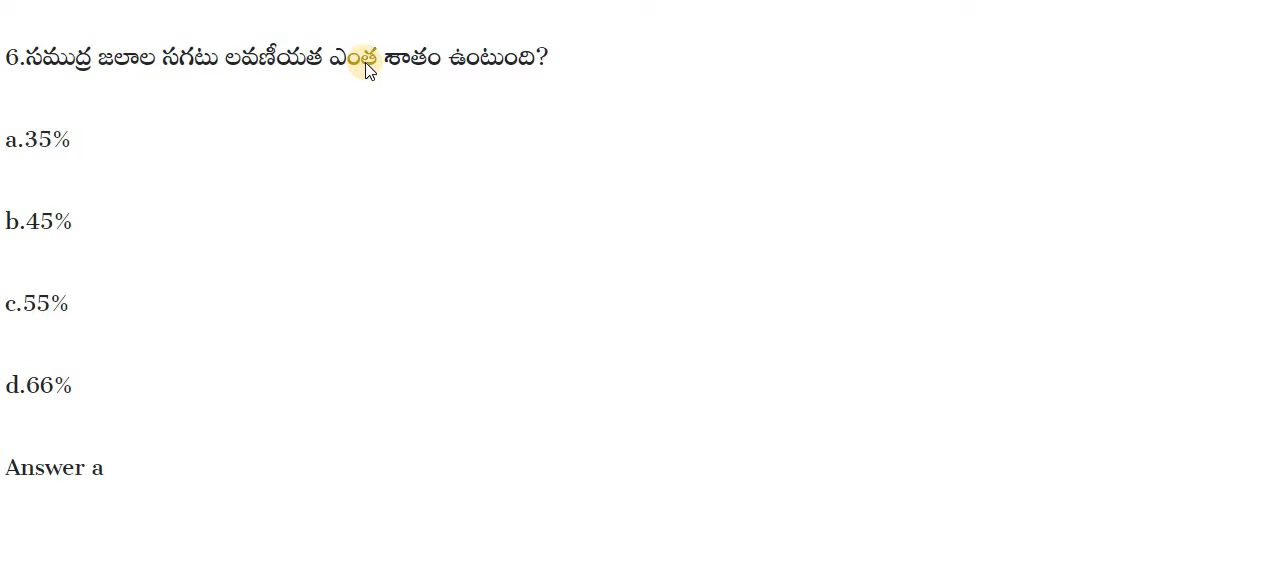 6.సముద్ర జలాల సగటు లవణీయత ఎంత శాతం ఉంటుంది?
a.35%
b.45%
c.55%
d.66%
Answer a